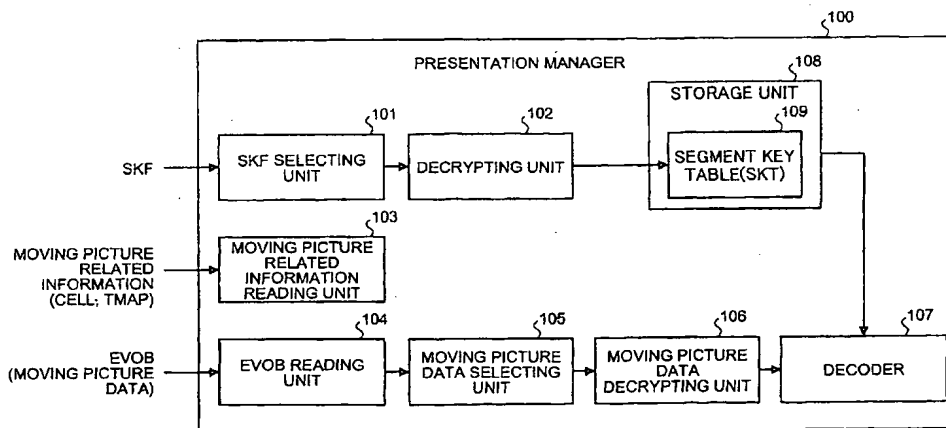 100
PRESENTATION MANAGER
108
STORAGE UNIT
101
102
109
SKF
SKF SELECTING
UNIT
DECRYPTING UNIT
SEGMENT KEY
TABLE(SKT)
103
MOVING PICTURE
RELATED
INFORMATION
(CELL; TMAP)
MOVING PICTURE
RELATED
INFORMATION
READING UNIT
104
105
106
107
EVOB
(MOVING PICTURE
DATA)
EVOB READING
UNIT
MOVING PICTURE
DATA SELECTING
UNIT
MOVING PICTURE
DATA
DECRYPTING UNIT
DECODER